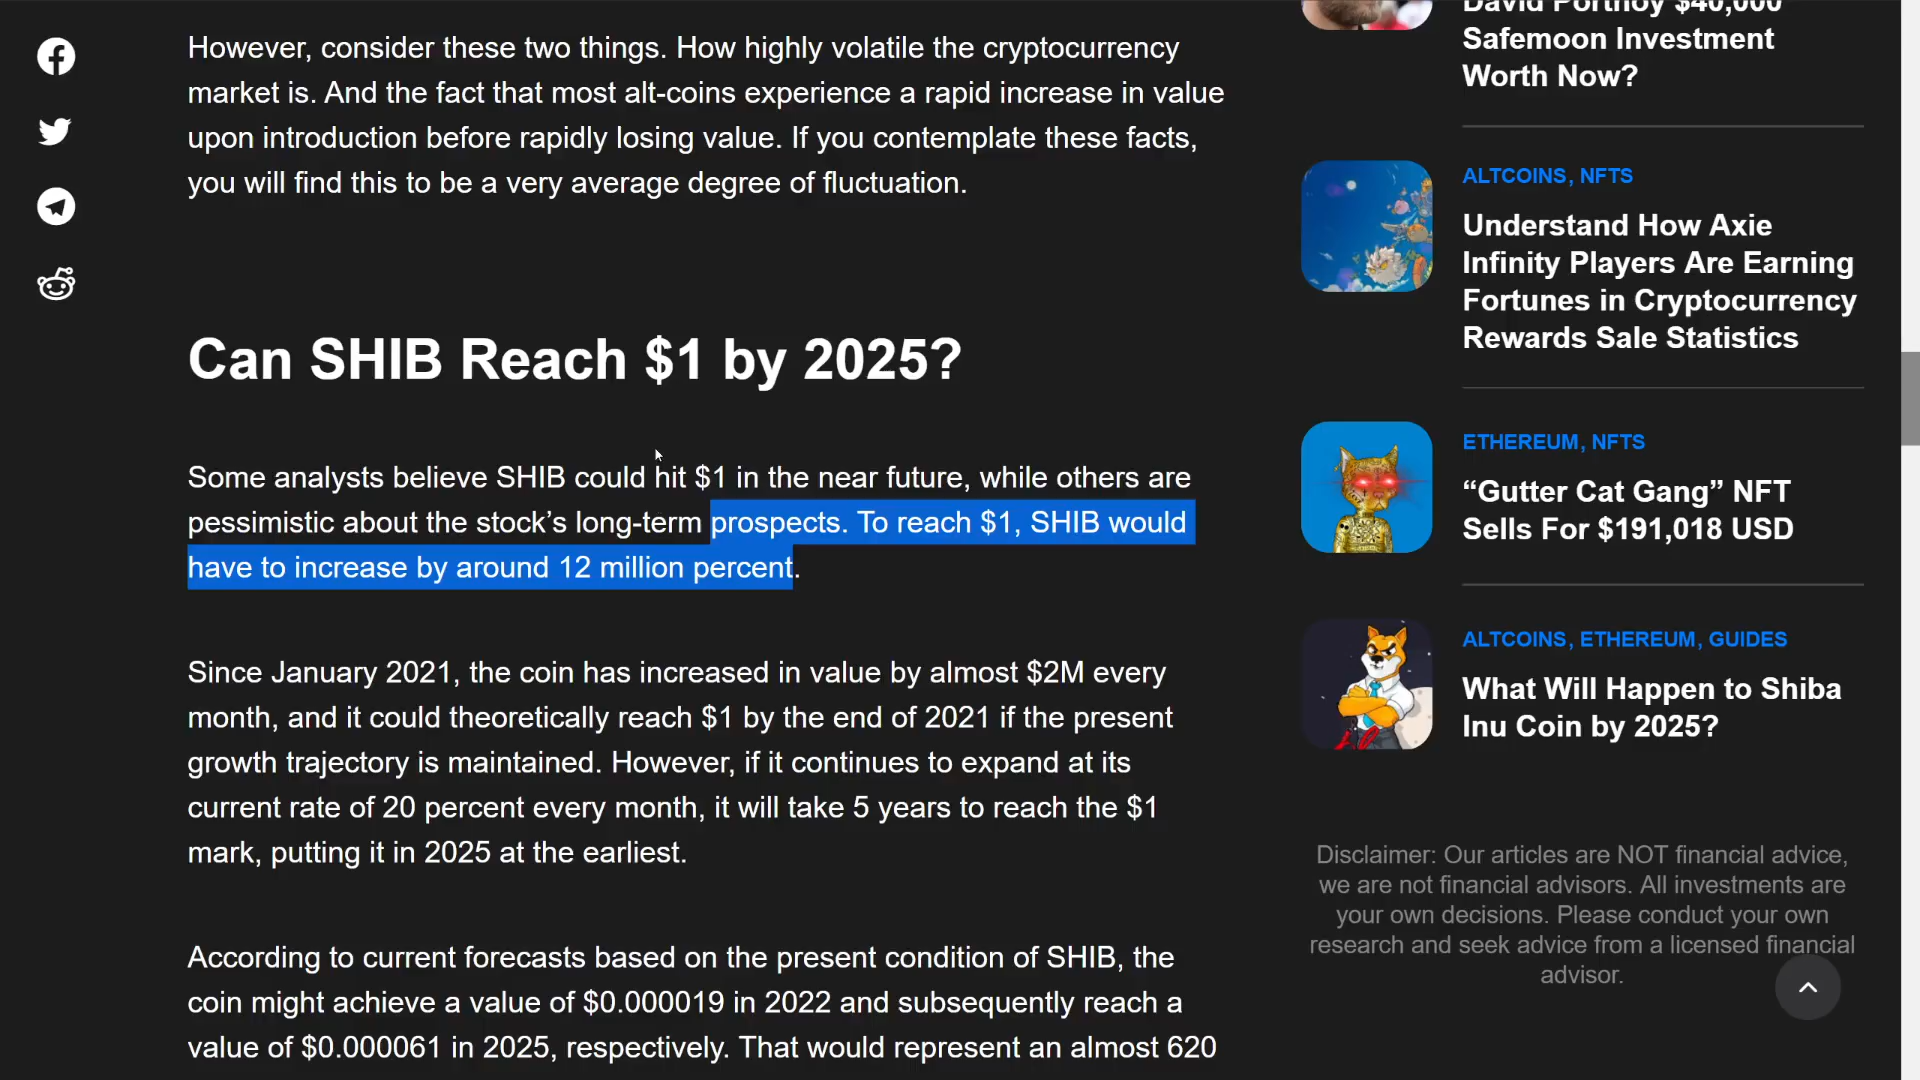 However, consider these two things. How highly volatile the cryptocurrency
market is. And the fact that most alt-coins experience a rapid increase in value
upon introduction before rapidly losing value. If you contemplate these facts,
you will find this to be a very average degree of fluctuation.
Can SHIB Reach $1 by 2025?
Some analysts believe SHIB could hit $1 in the near future, while others are
pessimistic about the stock’s long-term prospects. To reach $1, SHIB would
have to increase by around 12 million percent.
Since January 2021, the coin has increased in value by almost $2M every
month, and it could theoretically reach $1 by the end of 2021 if the present
growth trajectory is maintained. However, if it continues to expand at its
current rate of 20 percent every month, it will take 5 years to reach the $1
mark, putting it in 2025 at the earliest.
According to current forecasts based on the present condition of SHIB, the
coin might achieve a value of $0.000019 in 2022 and subsequently reach a
value of $0.000061 in 2025, respectively. That would represent an almost 620
David Portnoy $40,000
Safemoon Investment
Worth Now?
ALTCOINS, NFTS
Understand How Axie
Infinity Players Are Earning
Fortunes in Cryptocurrency
Rewards Sale Statistics
ETHEREUM, NFTS
“Gutter Cat Gang” NFT
Sells For $191,018 USD
ALTCOINS, ETHEREUM, GUIDES
What Will Happen to Shiba
Inu Coin by 2025?
Disclaimer: Our articles are NOT financial advice,
we are not financial advisors. All investments are
your own decisions. Please conduct your own
research and seek advice from a licensed financial
advisor.